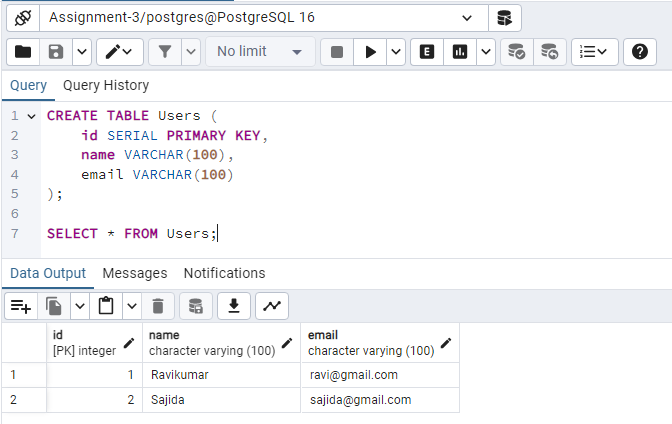 Assignment-3/postgres@PostgreSQL 16
No limit
E
Query Query History
1 CREATE TABLE Users (
2 id SERIAL PRIMARY KEY,
3 name VARCHAR(100),
4 email VARCHAR(100)
5 );
6
7 SELECT * FROM Users;
Data Output Messages Notifications
id name email
[PK] integer character varying (100) character varying (100)
1 1 Ravikumar ravi@gmail.com
2 2 Sajida sajida@gmail.com